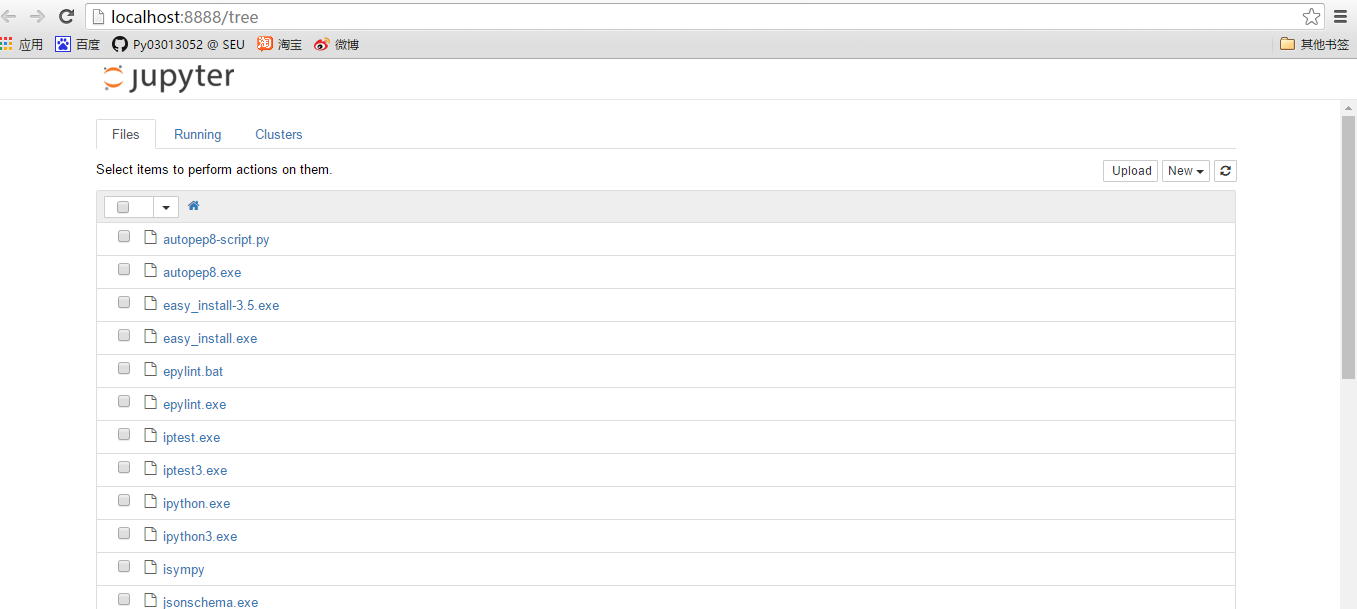 localhost:8888/tree
应用 百度 Py03013052 @ SEU 淘宝 微博 其他书签
jupyter
Files Running Clusters
Select items to perform actions on them. Upload New
autopep8-script.py
autopep8.exe
easy_install-3.5.exe
easy_install.exe
epylint.bat
epylint.exe
iptest.exe
iptest3.exe
ipython.exe
ipython3.exe
isympy
jsonschema.exe